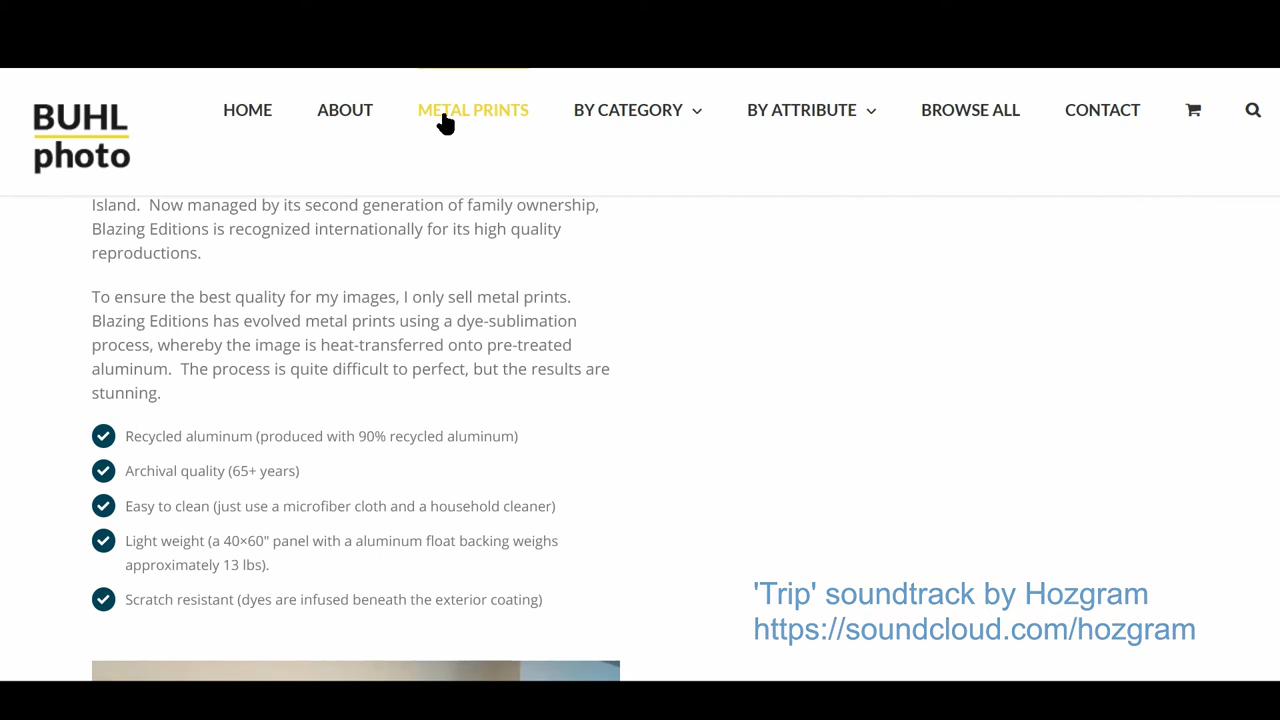 BUHL
photo
HOME ABOUT METAL PRINTS BY CATEGORY BY ATTRIBUTE BROWSE ALL CONTACT
Island. Now managed by its second generation of family ownership,
Blazing Editions is recognized internationally for its high quality
reproductions.
To ensure the best quality for my images, I only sell metal prints.
Blazing Editions has evolved metal prints using a dye-sublimation
process, whereby the image is heat-transferred onto pre-treated
aluminum. The process is quite difficult to perfect, but the results are
stunning.
Recycled aluminum (produced with 90% recycled aluminum)
Archival quality (65+ years)
Easy to clean (just use a microfiber cloth and a household cleaner)
Light weight (a 40×60" panel with a aluminum float backing weighs
approximately 13 lbs).
Scratch resistant (dyes are infused beneath the exterior coating)
'Trip' soundtrack by Hozgram
https://soundcloud.com/hozgram